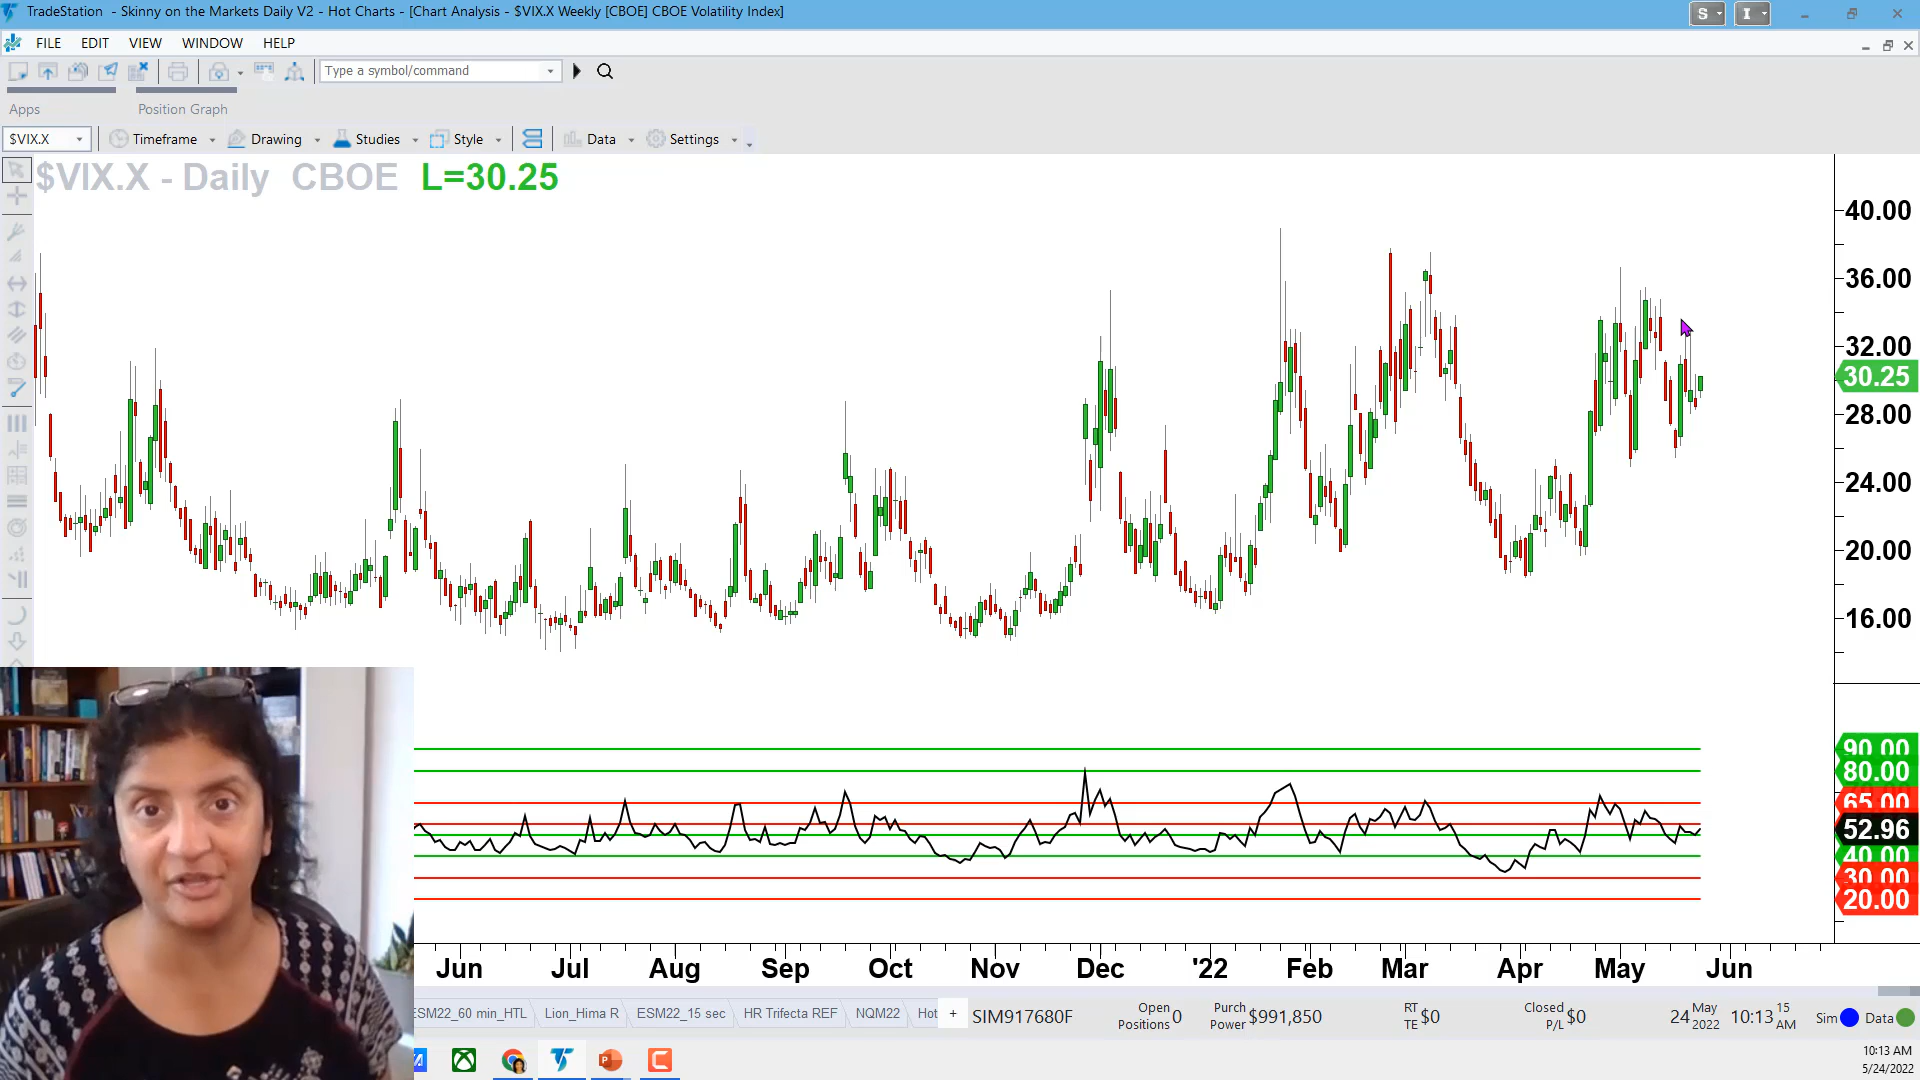 TradeStation - Skinny on the Markets Daily V2 - Hot Charts - [Chart Analysis - $VIX.X Weekly [CBOE] CBOE Volatility Index]
S
I
FILE EDIT VIEW WINDOW HELP
Type a symbol/command
Apps
Position Graph
$VIX.X
Timeframe
Drawing
Studies
Style
Data
Settings
$VIX.X - Daily CBOE L=30.25
40.00
36.00
32.00
30.25
28.00
24.00
20.00
16.00
90.00
80.00
65.00
52.96
40.00
30.00
20.00
Jun Jul Aug Sep Oct Nov Dec '22 Feb Mar Apr May Jun
ESM22_60 min_HTL
Lion_Hima R
ESM22_15 sec
HR Trifecta REF
NQM22
Hot
+
SIM917680F
Open Positions 0
Purch Power $991,850
RT TE $0
Closed P/L $0
24 May 2022
10:13 15 AM
Sim
Data
10:13 AM
5/24/2022